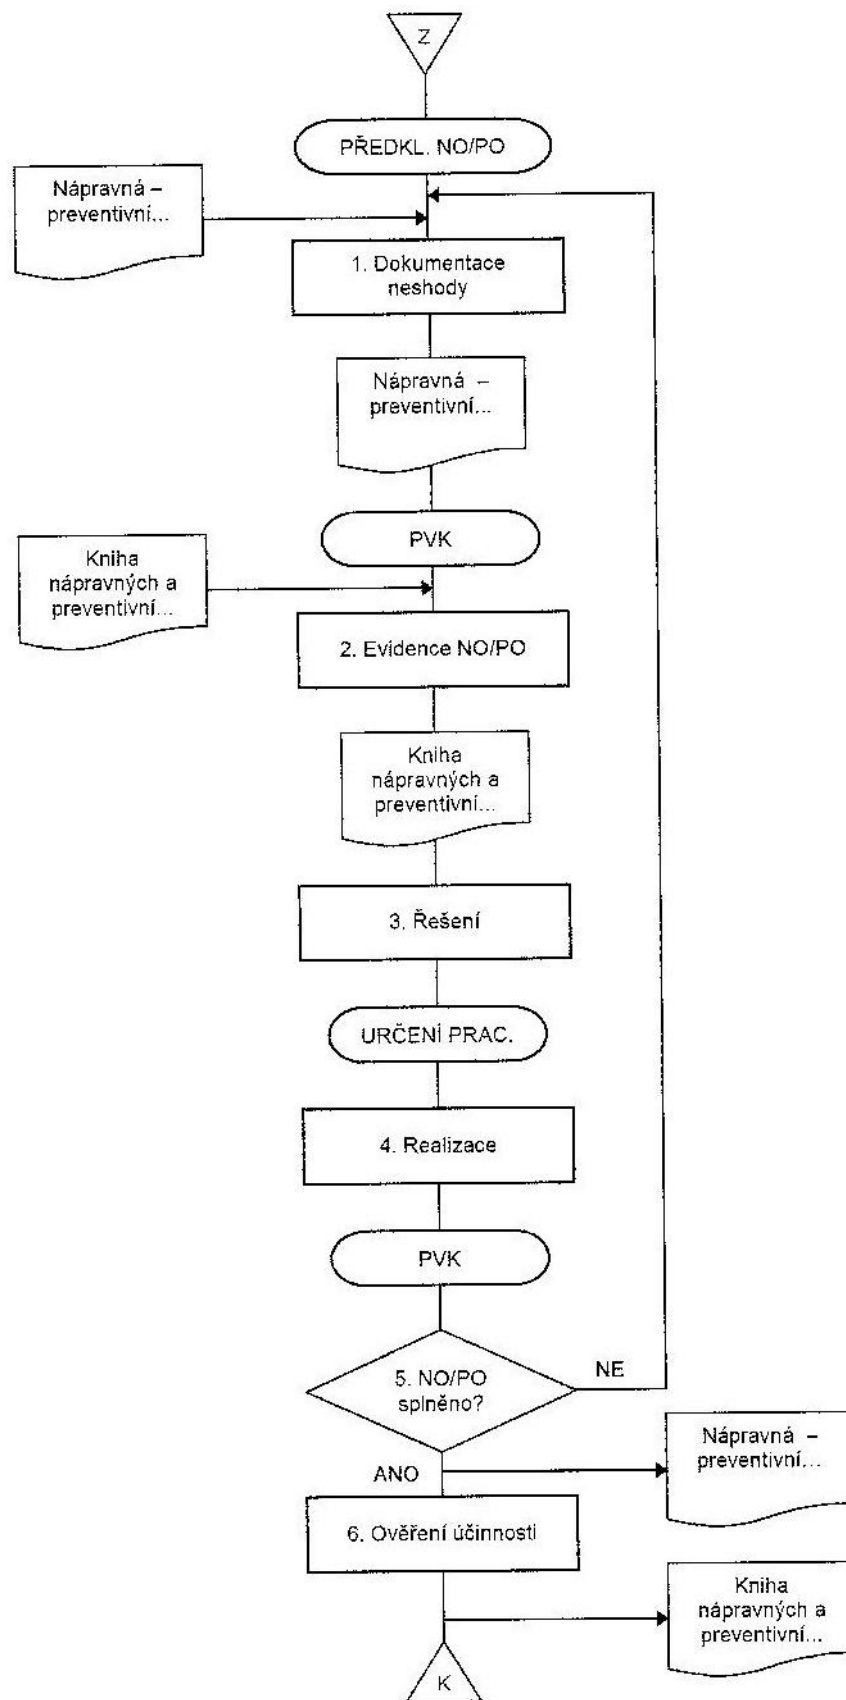 Z
PŘEDKL. NO/PO
Nápravná –
preventivní...
1. Dokumentace
neshody
Nápravná –
preventivní...
PVK
Kniha
nápravných a
preventivní...
2. Evidence NO/PO
Kniha
nápravných a
preventivní...
3. Řešení
URČENÍ PRAC.
4. Realizace
PVK
5. NO/PO
splněno?
NE
ANO
Nápravná –
preventivní...
6. Ověření účinnosti
Kniha
nápravných a
preventivní...
K